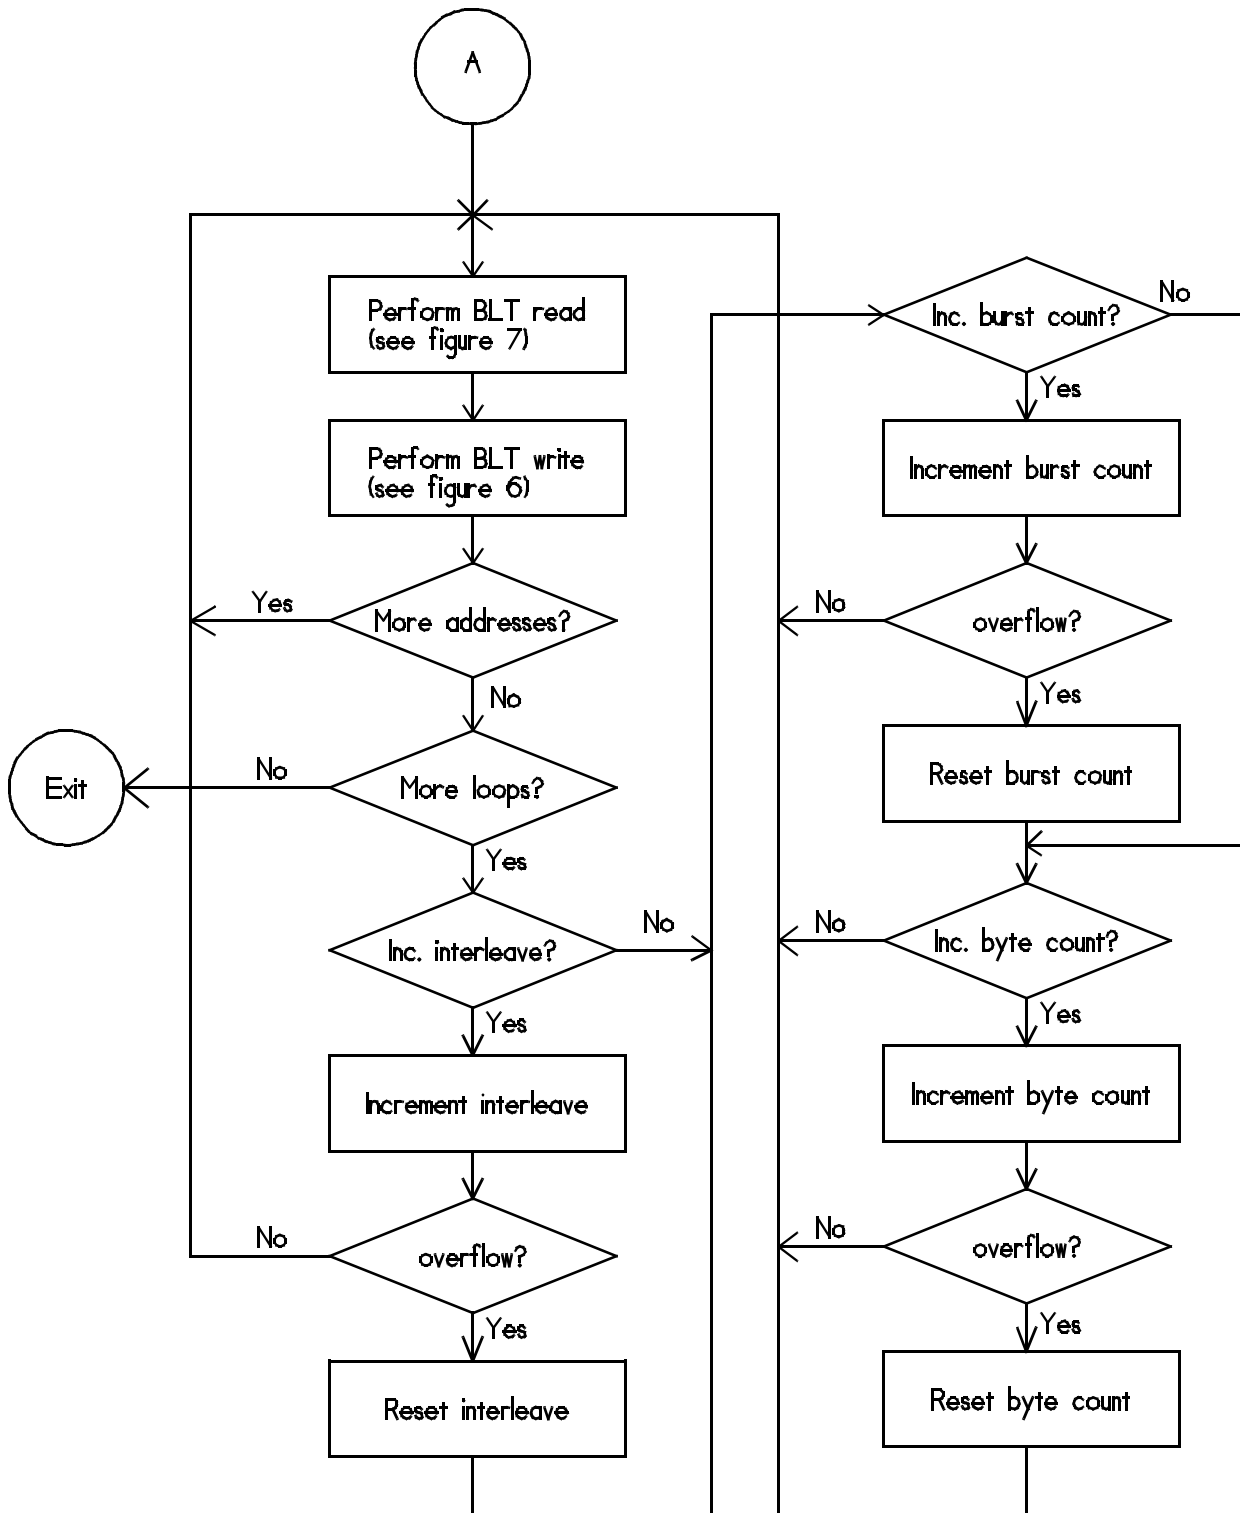 A
Perform BLT read
(see figure 7)
Perform BLT write
(see figure 6)
More addresses?
Yes
No
More loops?
No
Exit
Yes
Inc. interleave?
No
Yes
Increment interleave
overflow?
No
Yes
Reset interleave
Inc. burst count?
No
Yes
Increment burst count
overflow?
No
Yes
Reset burst count
Inc. byte count?
No
Yes
Increment byte count
overflow?
No
Yes
Reset byte count